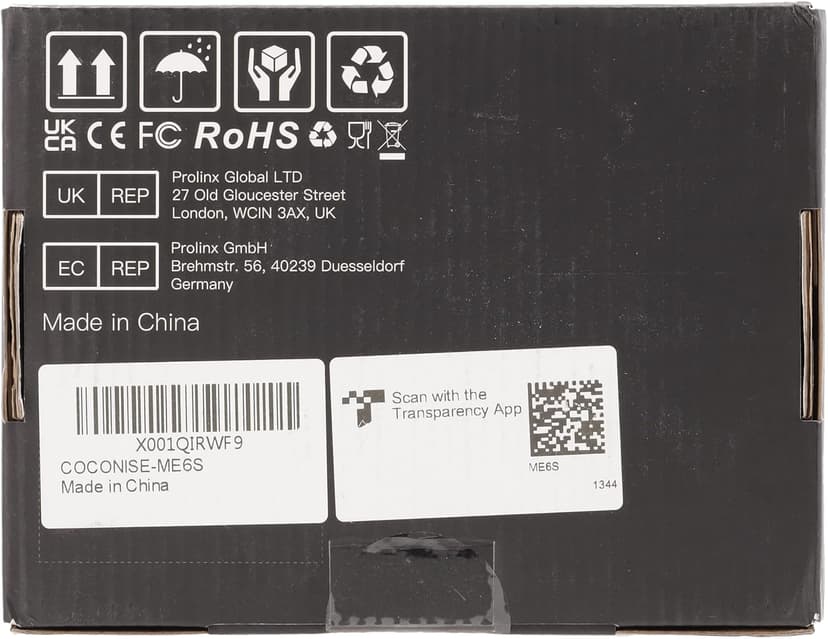 UK
CA CE FC RoHS
UK REP
Prolinx Global LTD
27 Old Gloucester Street
London, WCIN 3AX, UK
EC REP
Prolinx GmbH
Brehmstr. 56, 40239 Duesseldorf
Germany
Made in China
X001QIRWF9
COCONISE-ME6S
Made in China
Scan with the
Transparency App
ME6S
1344